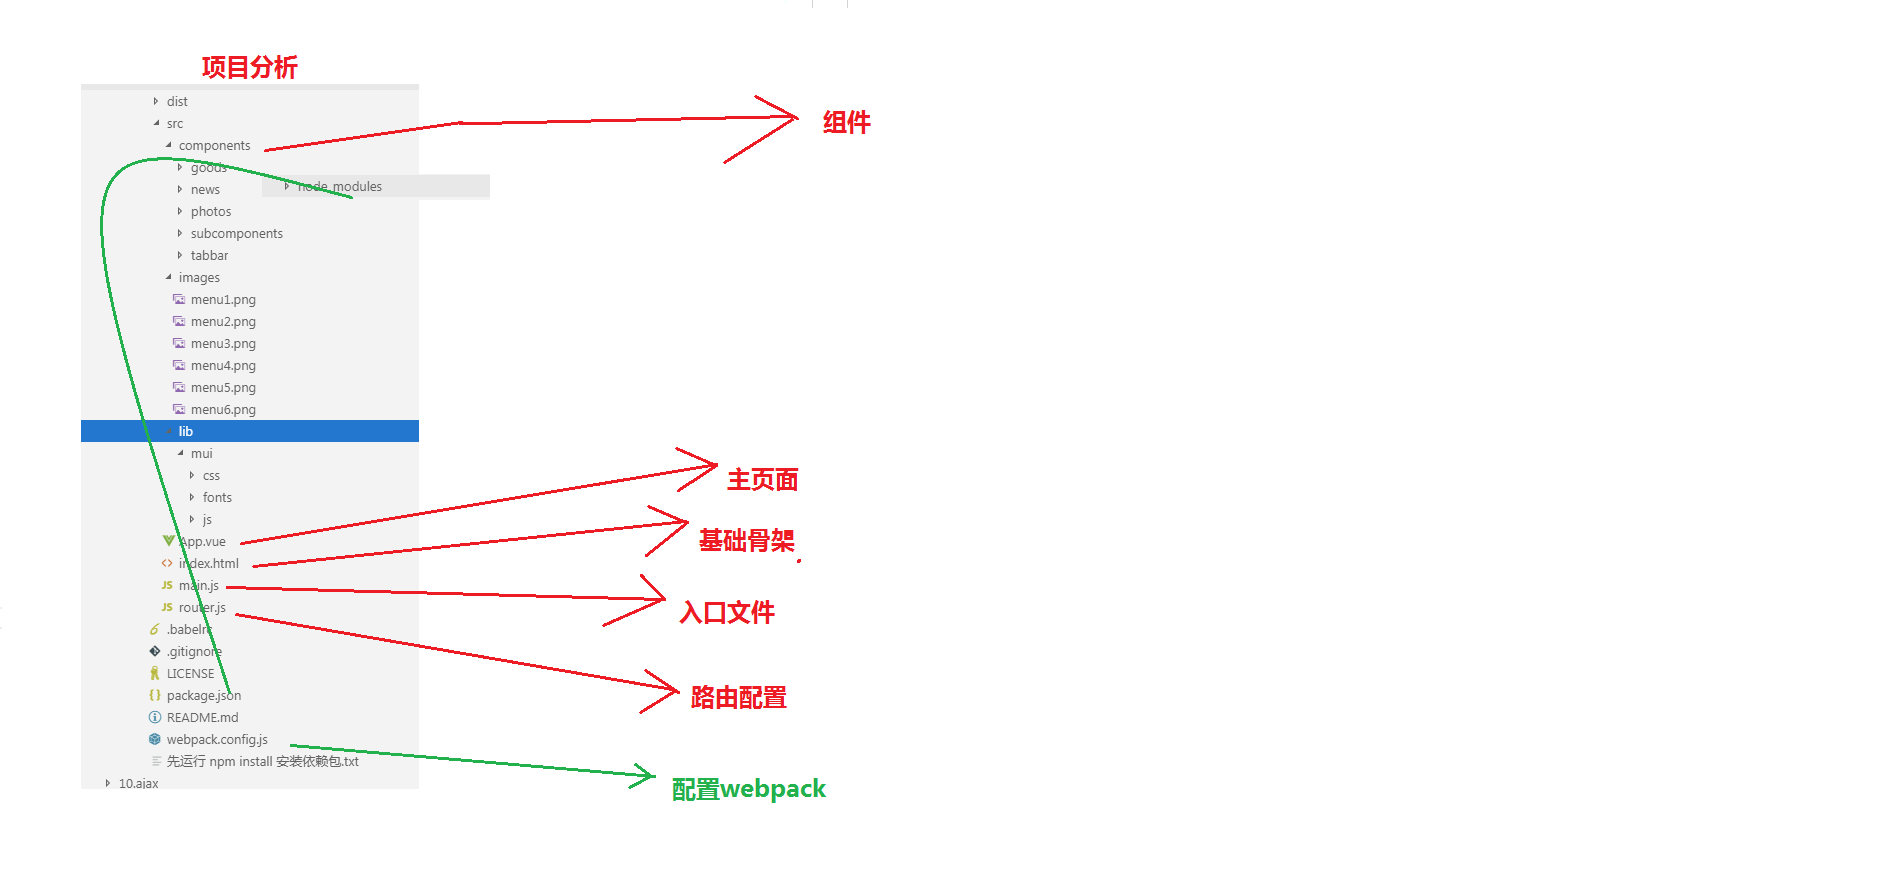 项目分析
dist
src
components
组件
goods
node_modules
news
photos
subcomponents
tabbar
images
menu1.png
menu2.png
menu3.png
menu4.png
menu5.png
menu6.png
lib
mui
css
fonts
js
主页面
App.vue
基础骨架
index.html
JS main.js
入口文件
JS router.js
.babelrc
.gitignore
LICENSE
package.json
路由配置
README.md
webpack.config.js
先运行 npm install 安装依赖包.txt
配置webpack
10.ajax